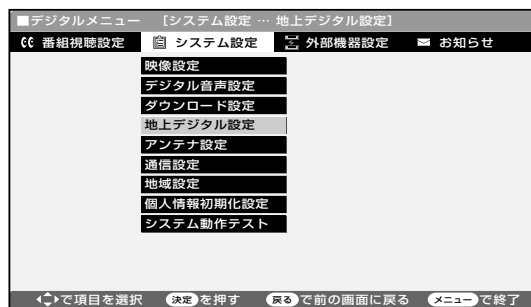 ■デジタルメニュー ［システム設定 … 地上デジタル設定］
番組視聴設定 システム設定 外部機器設定 お知らせ
映像設定
デジタル音声設定
ダウンロード設定
地上デジタル設定
アンテナ設定
通信設定
地域設定
個人情報初期化設定
システム動作テスト
で項目を選択 決定を押す 戻るで前の画面に戻る メニューで終了